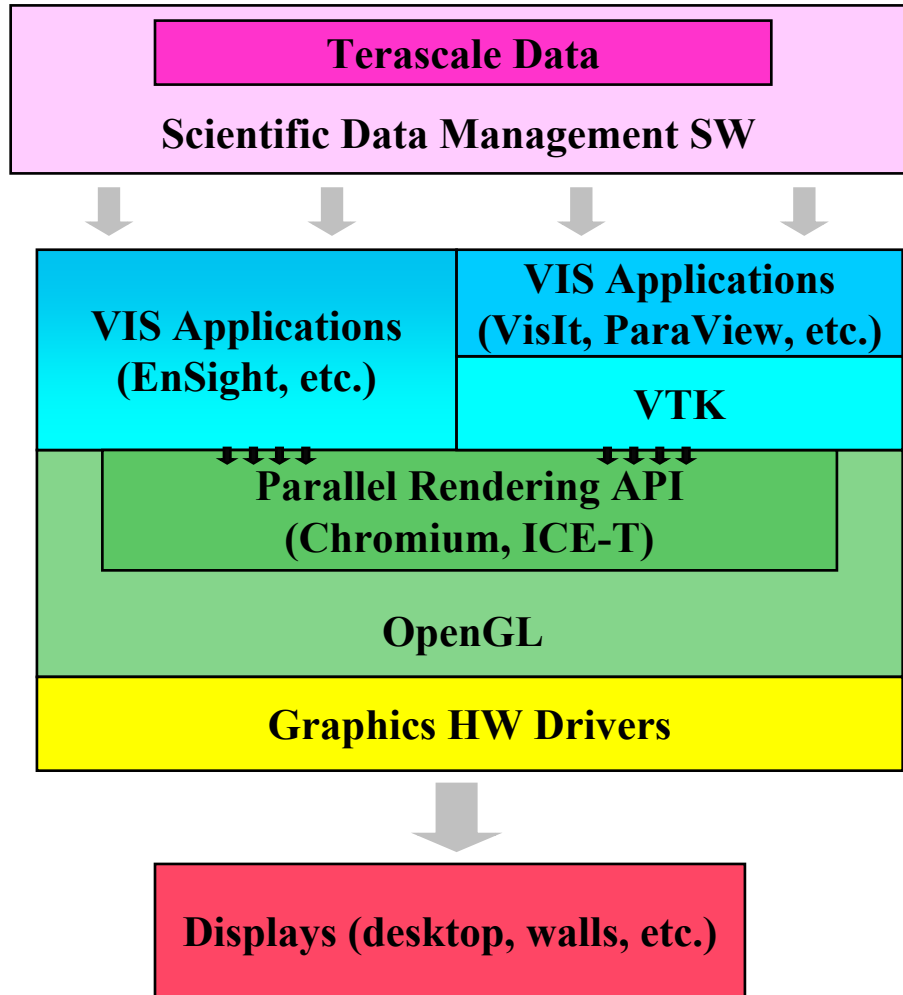 Terascale Data
Scientific Data Management SW
VIS Applications
(EnSight, etc.)
VIS Applications
(VisIt, ParaView, etc.)
VTK
Parallel Rendering API
(Chromium, ICE-T)
OpenGL
Graphics HW Drivers
Displays (desktop, walls, etc.)